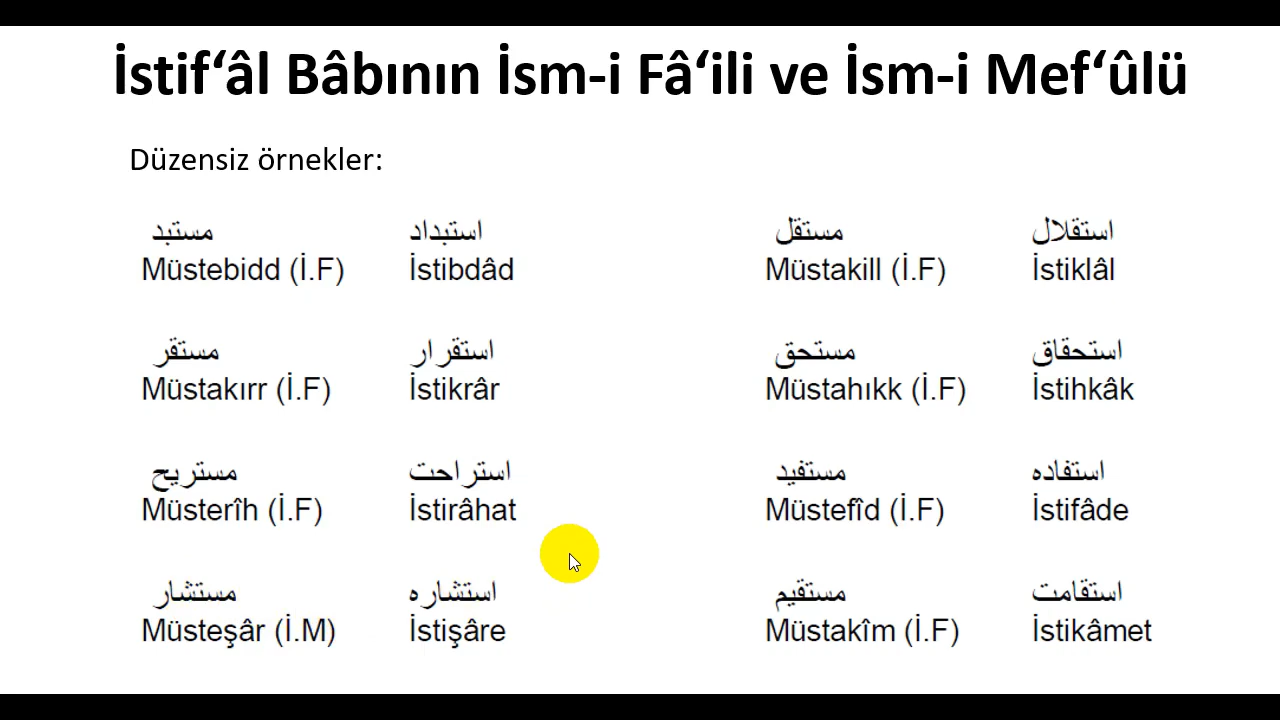 İstif‘âl Bâbının İsm-i Fâ‘ili ve İsm-i Mef‘ûlü
Düzensiz örnekler:
مستبد استبداد مستقل استقلال
Müstebidd (İ.F) İstibdâd Müstakill (İ.F) İstiklâl
مستقر استقرار مستحق استحقاق
Müstakırr (İ.F) İstikrâr Müstahıkk (İ.F) İstihkâk
مستريح استراحت مستفيد استفاده
Müsterîh (İ.F) İstirâhat Müstefîd (İ.F) İstifâde
مستشار استشاره مستقيم استقامت
Müsteşâr (İ.M) İstişâre Müstakîm (İ.F) İstikâmet